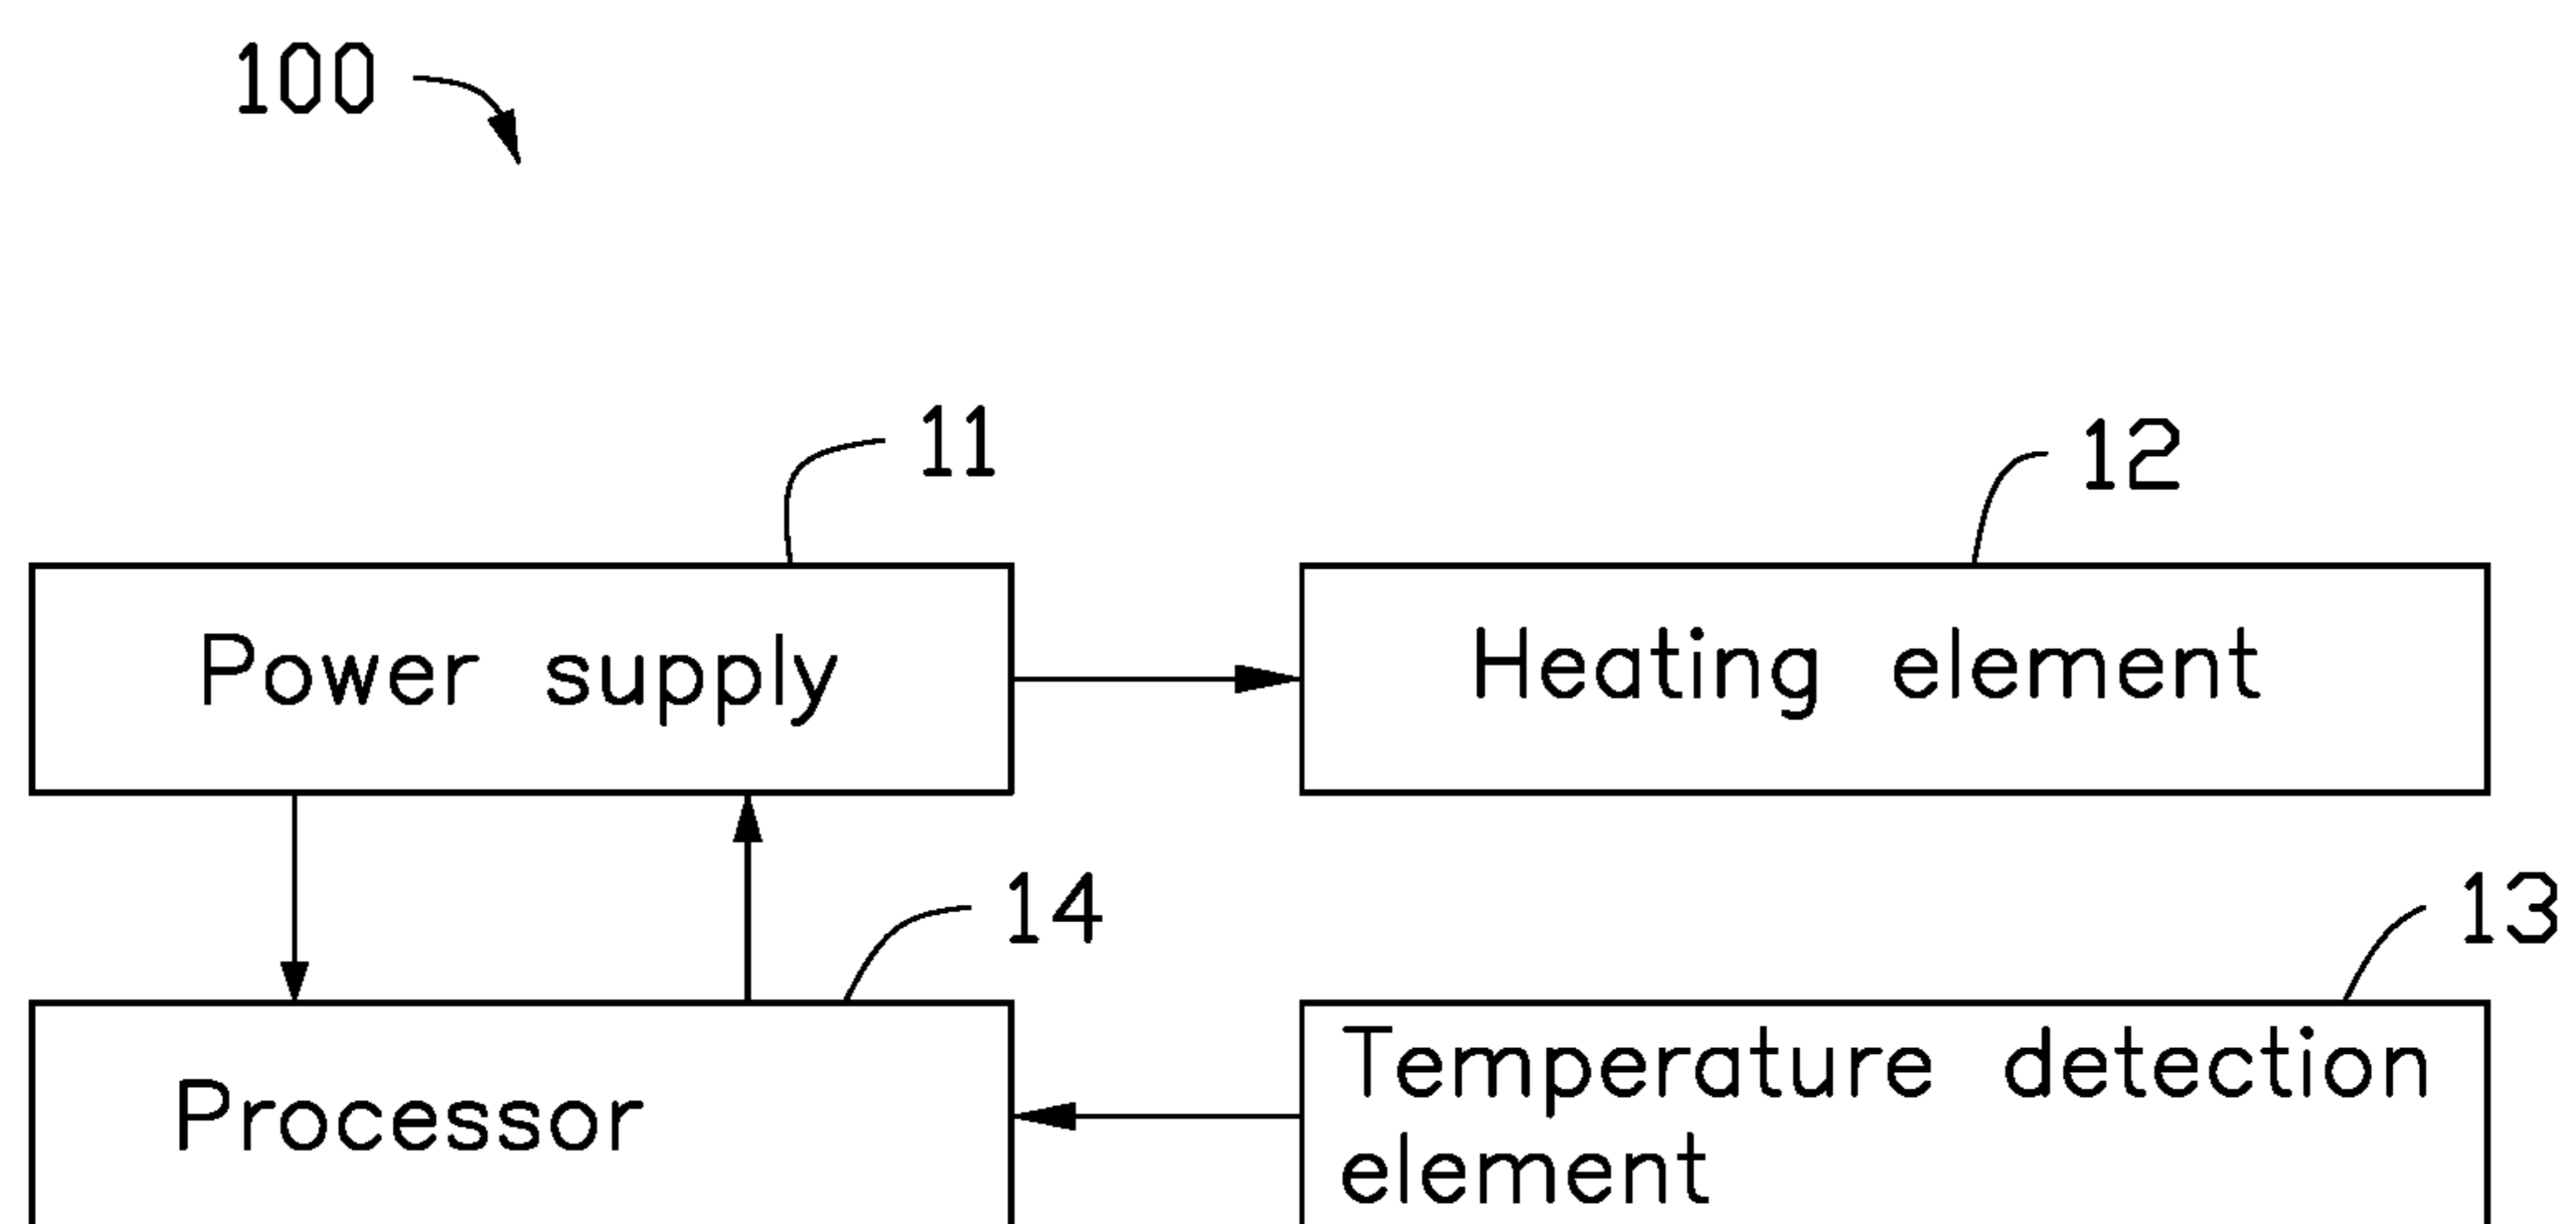 100
11
12
Power supply
Heating element
14
13
Processor
Temperature detection
element